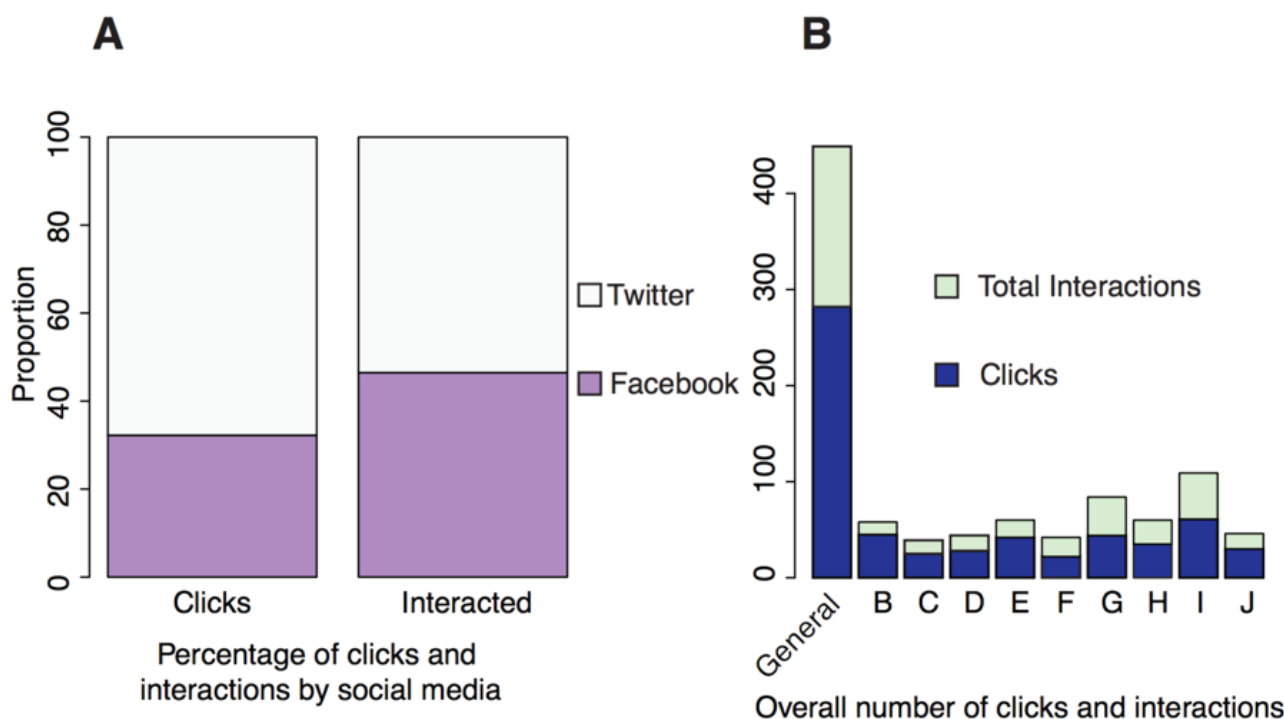 A
Proportion
100
80
60
40
20
0
Clicks
Interacted
Twitter
Facebook
Percentage of clicks and
interactions by social media
B
400
300
200
100
0
Total Interactions
Clicks
General
B
C
D
E
F
G
H
I
J
Overall number of clicks and interactions